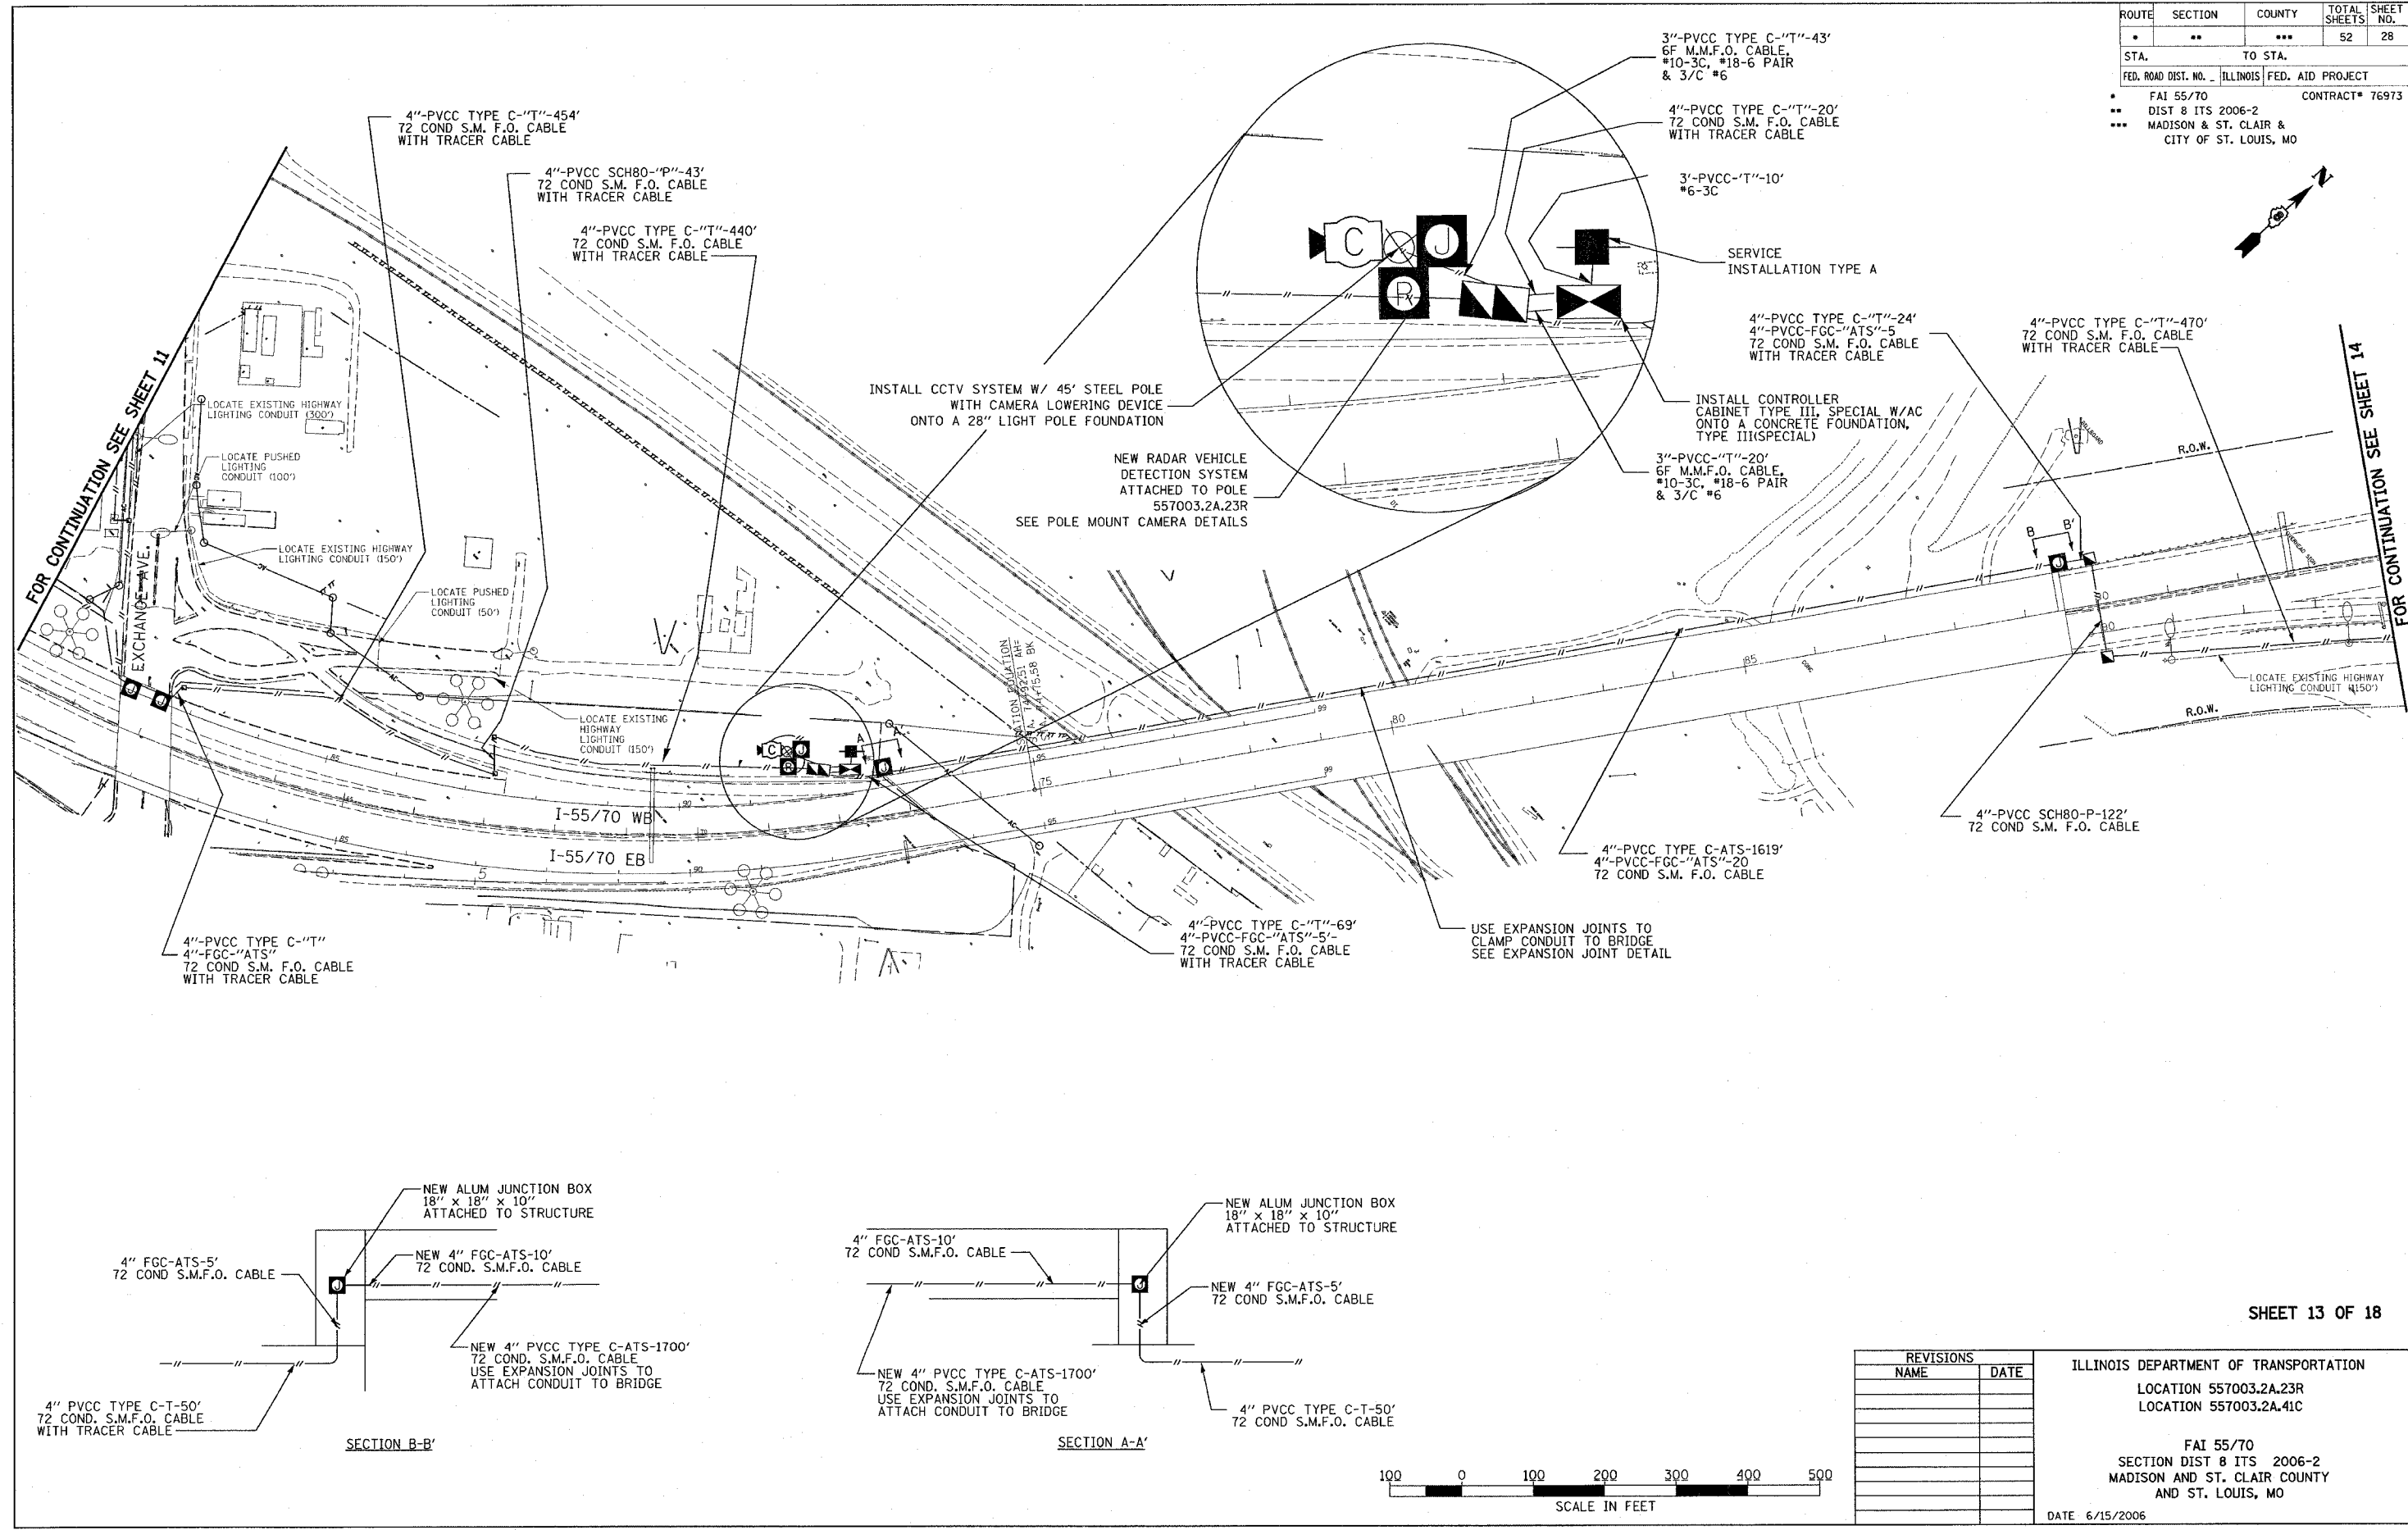 ROUTE SECTION COUNTY TOTAL SHEETS SHEET NO.
• •• ••• 52 28
STA. TO STA.
FED. ROAD DIST. NO. _ ILLINOIS FED. AID PROJECT
• FAI 55/70 CONTRACT# 76973
•• DIST 8 ITS 2006-2
••• MADISON & ST. CLAIR &
CITY OF ST. LOUIS, MO
N
3"-PVCC TYPE C-"T"-43'
6F M.M.F.O. CABLE,
#10-3C, #18-6 PAIR
& 3/C #6
4"-PVCC TYPE C-"T"-20'
72 COND S.M. F.O. CABLE
WITH TRACER CABLE
3'-PVCC-'T"-10'
#6-3C
SERVICE
INSTALLATION TYPE A
C
J
R
4"-PVCC TYPE C-"T"-454'
72 COND S.M. F.O. CABLE
WITH TRACER CABLE
4"-PVCC SCH80-"P"-43'
72 COND S.M. F.O. CABLE
WITH TRACER CABLE
4"-PVCC TYPE C-"T"-440'
72 COND S.M. F.O. CABLE
WITH TRACER CABLE
INSTALL CCTV SYSTEM W/ 45' STEEL POLE
WITH CAMERA LOWERING DEVICE
ONTO A 28" LIGHT POLE FOUNDATION
NEW RADAR VEHICLE
DETECTION SYSTEM
ATTACHED TO POLE
557003.2A.23R
SEE POLE MOUNT CAMERA DETAILS
INSTALL CONTROLLER
CABINET TYPE III, SPECIAL W/AC
ONTO A CONCRETE FOUNDATION,
TYPE III(SPECIAL)
3"-PVCC-"T"-20'
6F M.M.F.O. CABLE,
#10-3C, #18-6 PAIR
& 3/C #6
4"-PVCC TYPE C-"T"-24'
4"-PVCC-FGC-"ATS"-5
72 COND S.M. F.O. CABLE
WITH TRACER CABLE
4"-PVCC TYPE C-"T"-470'
72 COND S.M. F.O. CABLE
WITH TRACER CABLE
FOR CONTINUATION SEE SHEET 11
FOR CONTINUATION SEE SHEET 14
LOCATE EXISTING HIGHWAY
LIGHTING CONDUIT (300')
LOCATE PUSHED
LIGHTING
CONDUIT (100')
LOCATE EXISTING HIGHWAY
LIGHTING CONDUIT (150')
LOCATE PUSHED
LIGHTING
CONDUIT (50')
LOCATE EXISTING
HIGHWAY
LIGHTING
CONDUIT (150')
EXCHANGE AVE.
BILLBOARD
R.O.W.
B B'
J
OVERHEAD SIGN
LOCATE EXISTING HIGHWAY
LIGHTING CONDUIT (1150')
R.O.W.
STATION EQUATION
J J
C J
R
A A'
J
I-55/70 WB
I-55/70 EB
85
85
90
90
95
95
99
99
5
75
80
85
90
CONC
4"-PVCC SCH80-P-122'
72 COND S.M. F.O. CABLE
4"-PVCC TYPE C-ATS-1619'
4"-PVCC-FGC-"ATS"-20
72 COND S.M. F.O. CABLE
USE EXPANSION JOINTS TO
CLAMP CONDUIT TO BRIDGE
SEE EXPANSION JOINT DETAIL
4"-PVCC TYPE C-"T"-69'
4"-PVCC-FGC-"ATS"-5'-
72 COND S.M. F.O. CABLE
WITH TRACER CABLE
4"-PVCC TYPE C-"T"
4"-FGC-"ATS"
72 COND S.M. F.O. CABLE
WITH TRACER CABLE
NEW ALUM JUNCTION BOX
18" x 18" x 10"
ATTACHED TO STRUCTURE
4" FGC-ATS-5'
72 COND S.M.F.O. CABLE
NEW 4" FGC-ATS-10'
72 COND. S.M.F.O. CABLE
J
NEW 4" PVCC TYPE C-ATS-1700'
72 COND. S.M.F.O. CABLE
USE EXPANSION JOINTS TO
ATTACH CONDUIT TO BRIDGE
4" PVCC TYPE C-T-50'
72 COND. S.M.F.O. CABLE
WITH TRACER CABLE
SECTION B-B'
NEW ALUM JUNCTION BOX
18" x 18" x 10"
ATTACHED TO STRUCTURE
4" FGC-ATS-10'
72 COND S.M.F.O. CABLE
J
NEW 4" FGC-ATS-5'
72 COND S.M.F.O. CABLE
NEW 4" PVCC TYPE C-ATS-1700'
72 COND. S.M.F.O. CABLE
USE EXPANSION JOINTS TO
ATTACH CONDUIT TO BRIDGE
4" PVCC TYPE C-T-50'
72 COND S.M.F.O. CABLE
SECTION A-A'
100 0 100 200 300 400 500
SCALE IN FEET
SHEET 13 OF 18
REVISIONS
NAME DATE
ILLINOIS DEPARTMENT OF TRANSPORTATION
LOCATION 557003.2A.23R
LOCATION 557003.2A.41C
FAI 55/70
SECTION DIST 8 ITS 2006-2
MADISON AND ST. CLAIR COUNTY
AND ST. LOUIS, MO
DATE 6/15/2006